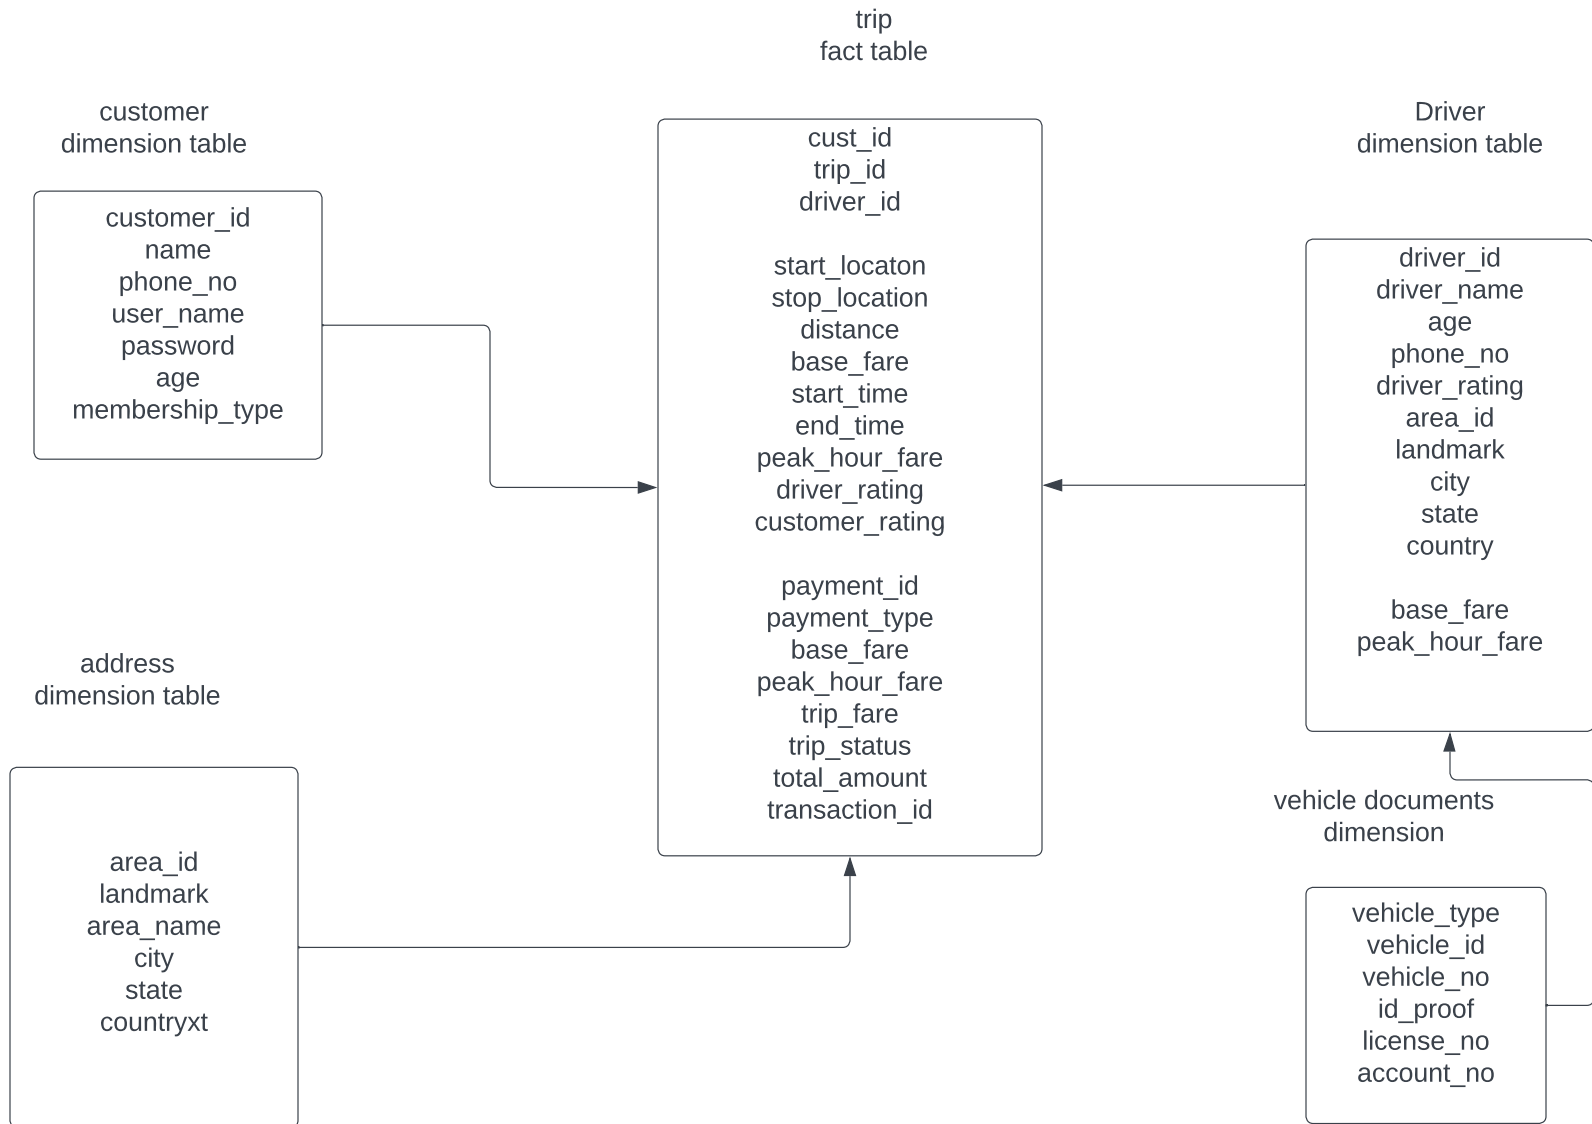 trip
fact table
customer
dimension table
customer_id
name
phone_no
user_name
password
age
membership_type
address
dimension table
area_id
landmark
area_name
city
state
countryxt
cust_id
trip_id
driver_id
start_locaton
stop_location
distance
base_fare
start_time
end_time
peak_hour_fare
driver_rating
customer_rating
payment_id
payment_type
base_fare
peak_hour_fare
trip_fare
trip_status
total_amount
transaction_id
Driver
dimension table
driver_id
driver_name
age
phone_no
driver_rating
area_id
landmark
city
state
country
base_fare
peak_hour_fare
vehicle documents
dimension
vehicle_type
vehicle_id
vehicle_no
id_proof
license_no
account_no